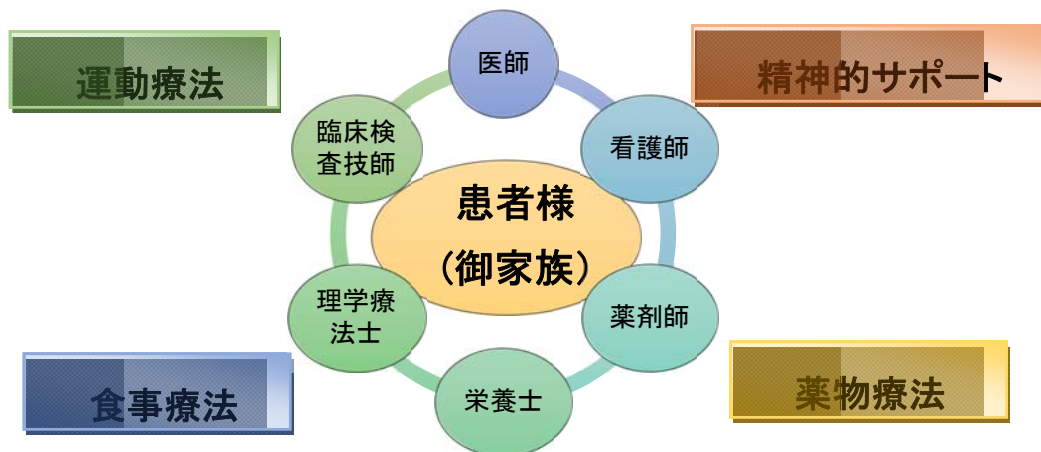 医師
運動療法
精神的サポート
臨床検
査技師
看護師
患者様
（御家族）
理学療
法士
薬剤師
食事療法
栄養士
薬物療法